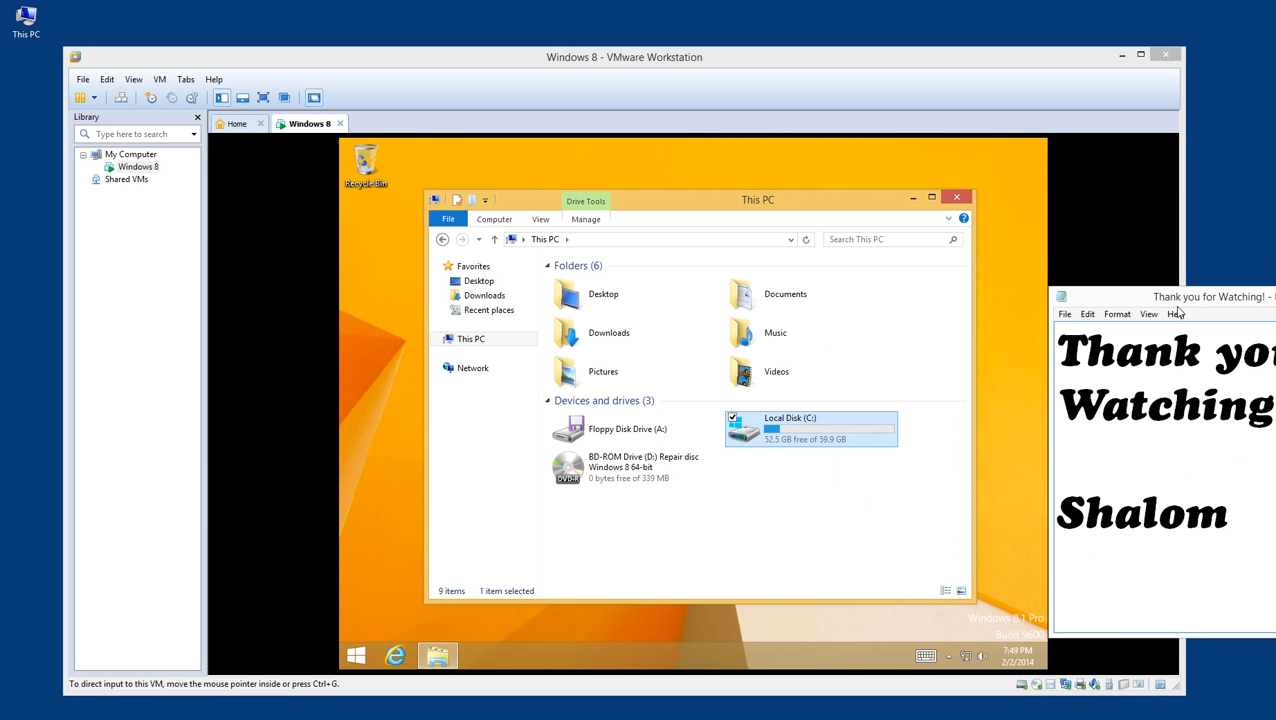 This PC
Windows 8 - VMware Workstation
File Edit View VM Tabs Help
Library
Type here to search
My Computer
Windows 8
Shared VMs
Home
Windows 8
Recycle Bin
Drive Tools
This PC
File Computer View Manage
This PC
Search This PC
Favorites
Desktop
Downloads
Recent places
This PC
Network
Folders (6)
Desktop
Documents
Downloads
Music
Pictures
Videos
Devices and drives (3)
Floppy Disk Drive (A:)
Local Disk (C:)
52.5 GB free of 59.9 GB
BD-ROM Drive (D:) Repair disc
Windows 8 64-bit
0 bytes free of 339 MB
DVD-R
9 items 1 item selected
Windows 8.1 Pro
Build 9600
7:49 PM
2/2/2014
To direct input to this VM, move the mouse pointer inside or press Ctrl+G.
Thank you for Watching! -
File Edit Format View Help
Thank you
Watching
Shalom